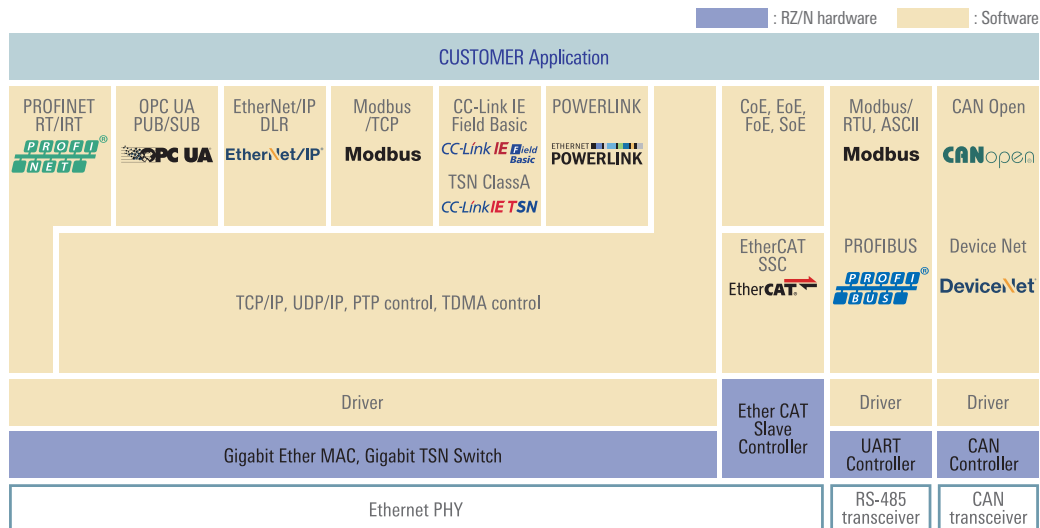 : RZ/N hardware
: Software
CUSTOMER Application
PROFINET
RT/IRT
PROFI
NET®
OPC UA
PUB/SUB
OPC UA
EtherNet/IP
DLR
EtherNet/IP®
Modbus
/TCP
Modbus
CC-Link IE
Field Basic
CC-Link IE Field
Basic
TSN ClassA
CC-Link IE TSN
POWERLINK
ETHERNET
POWERLINK
CoE, EoE,
FoE, SoE
Modbus/
RTU, ASCII
Modbus
CAN Open
CANopen
TCP/IP, UDP/IP, PTP control, TDMA control
EtherCAT
SSC
EtherCAT®
PROFIBUS
PROFI
BUS®
Device Net
DeviceNet
Driver
Ether CAT
Slave
Controller
Driver
Driver
Gigabit Ether MAC, Gigabit TSN Switch
UART
Controller
CAN
Controller
Ethernet PHY
RS-485
transceiver
CAN
transceiver